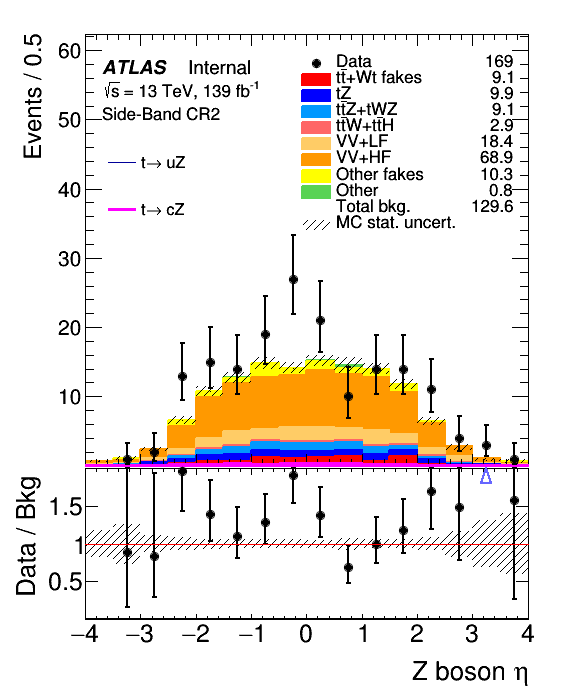 Events / 0.5
60
50
40
30
20
10
ATLAS Internal
√s = 13 TeV, 139 fb⁻¹
Side-Band CR2
t→ uZ
t→ cZ
Data 169
tt̄+Wt fakes 9.1
tZ 9.9
tt̄Z+tWZ 9.1
tt̄W+tt̄H 2.9
VV+LF 18.4
VV+HF 68.9
Other fakes 10.3
Other 0.8
Total bkg. 129.6
MC stat. uncert.
Data / Bkg
1.5
1
0.5
−4 −3 −2 −1 0 1 2 3 4
Z boson η